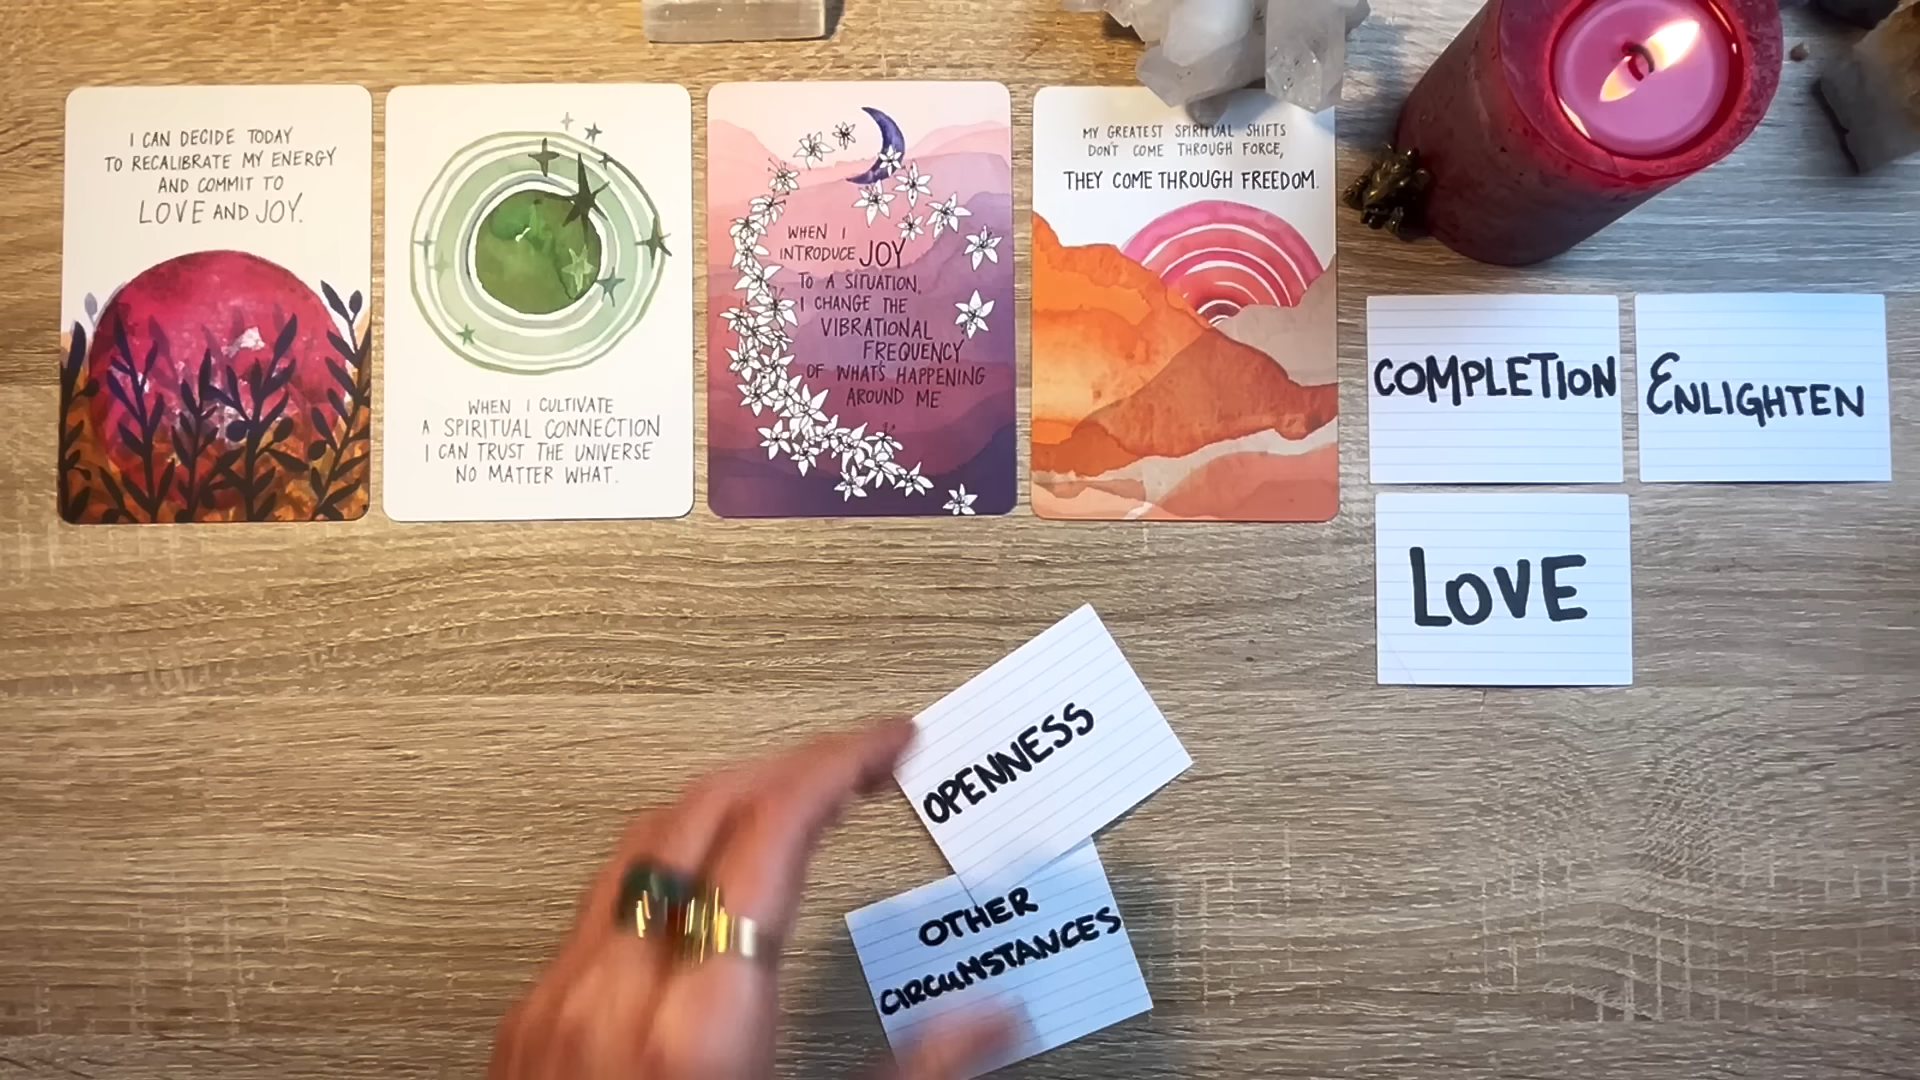 I CAN DECIDE TODAY
TO RECALIBRATE MY ENERGY
AND COMMIT TO
LOVE AND JOY.
WHEN I CULTIVATE
A SPIRITUAL CONNECTION
I CAN TRUST THE UNIVERSE
NO MATTER WHAT.
WHEN I
INTRODUCE JOY
TO A SITUATION,
I CHANGE THE
VIBRATIONAL
FREQUENCY
OF WHAT'S HAPPENING
AROUND ME
MY GREATEST SPIRITUAL SHIFTS
DON'T COME THROUGH FORCE,
THEY COME THROUGH FREEDOM.
COMPLETION
ENLIGHTEN
LOVE
OPENNESS
OTHER
CIRCUMSTANCES